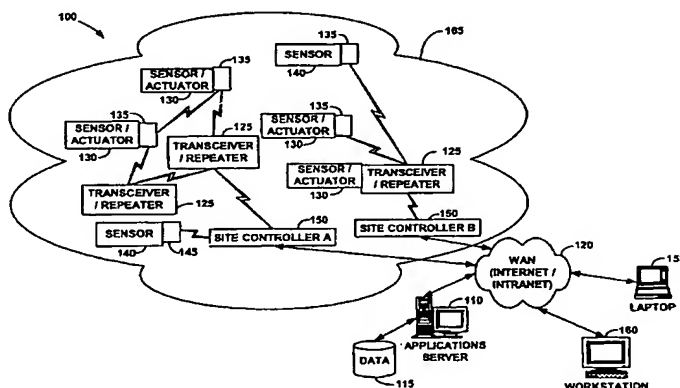 100
135
SENSOR
140
165
135
SENSOR /
ACTUATOR
130
135
SENSOR /
ACTUATOR
130
135
SENSOR /
ACTUATOR
130
125
TRANSCEIVER
/ REPEATER
125
TRANSCEIVER
/ REPEATER
SENSOR /
ACTUATOR
130
TRANSCEIVER
/ REPEATER
125
150
SITE CONTROLLER A
150
SITE CONTROLLER B
SENSOR
140
145
120
WAN
(INTERNET /
INTRANET)
LAPTOP
110
APPLICATIONS
SERVER
DATA
115
160
WORKSTATION